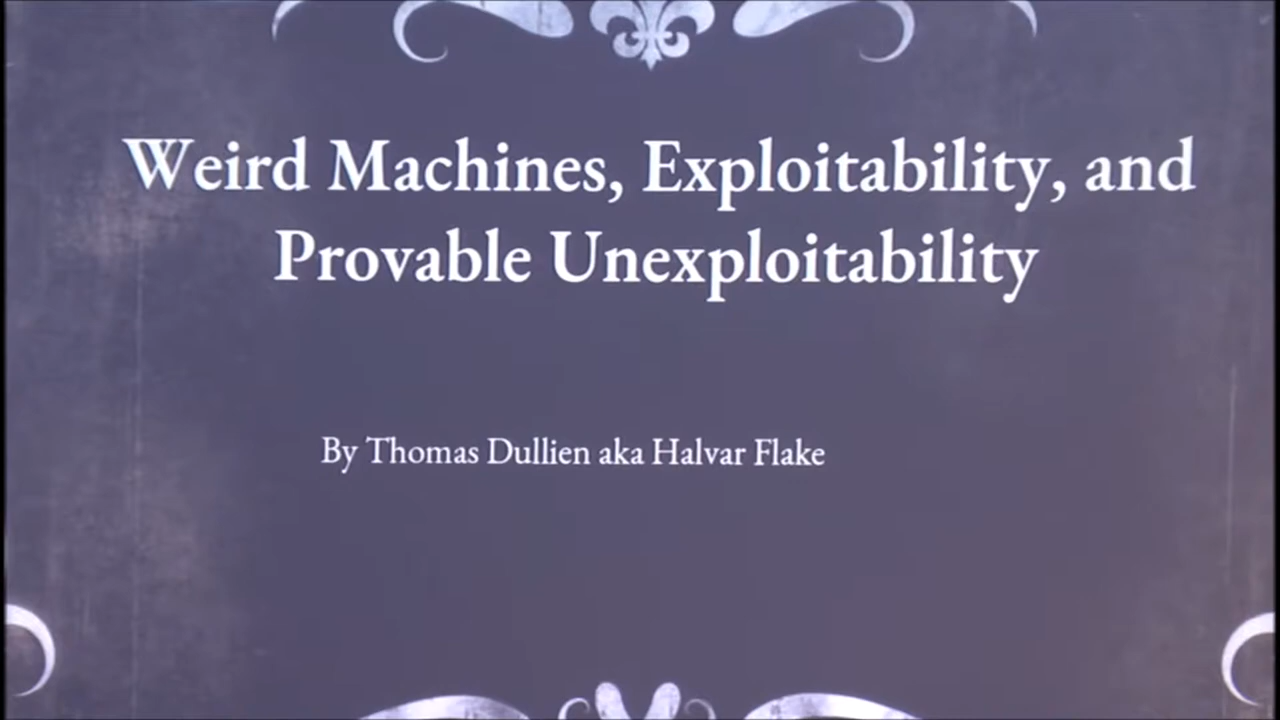 Weird Machines, Exploitability, and
Provable Unexploitability
By Thomas Dullien aka Halvar Flake